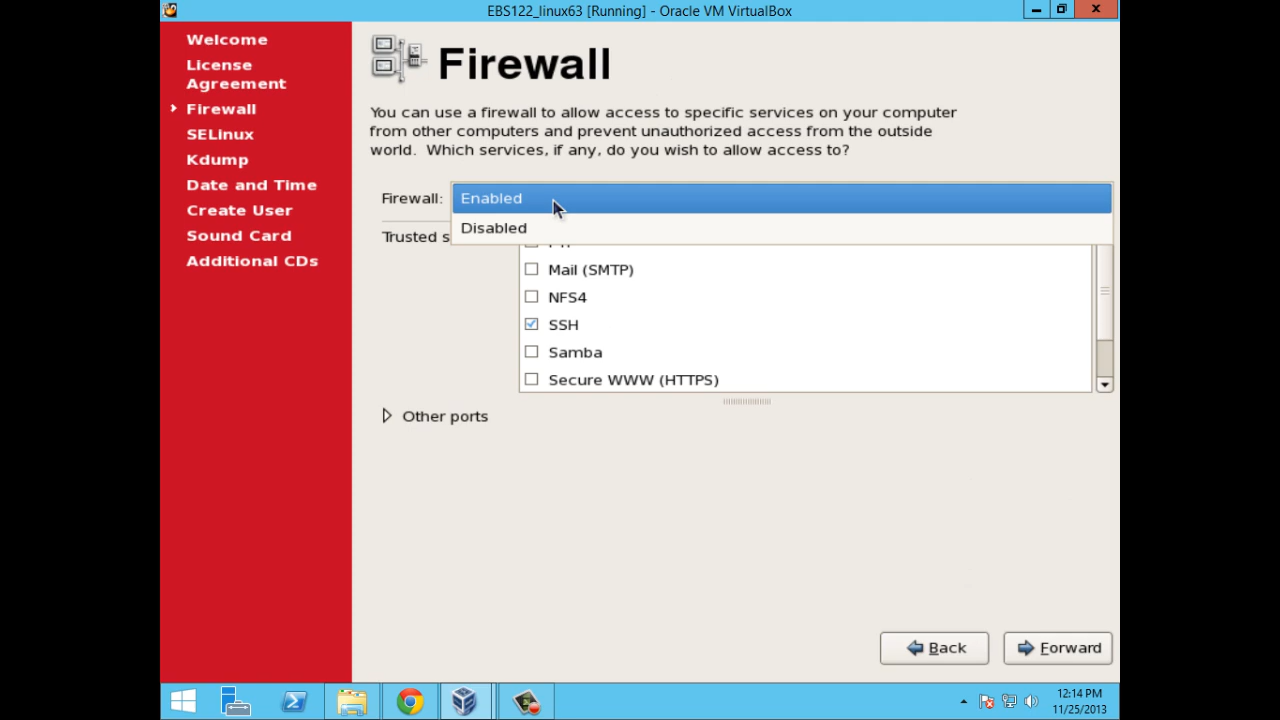 EBS122_linux63 [Running] - Oracle VM VirtualBox
Welcome
License
Agreement
Firewall
SELinux
Kdump
Date and Time
Create User
Sound Card
Additional CDs
Firewall
You can use a firewall to allow access to specific services on your computer
from other computers and prevent unauthorized access from the outside
world. Which services, if any, do you wish to allow access to?
Firewall:
Enabled
Disabled
Trusted s
Mail (SMTP)
NFS4
SSH
Samba
Secure WWW (HTTPS)
Other ports
Back
Forward
12:14 PM
11/25/2013